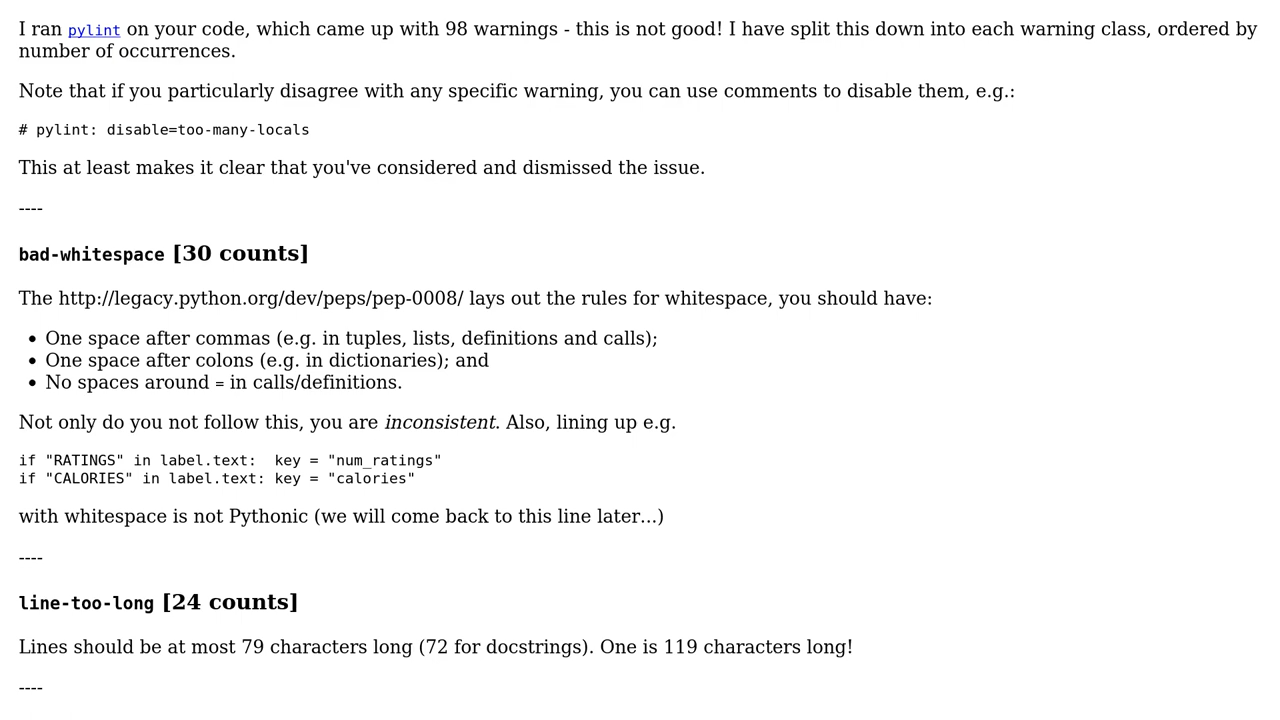 I ran pylint on your code, which came up with 98 warnings - this is not good! I have split this down into each warning class, ordered by
number of occurrences.
Note that if you particularly disagree with any specific warning, you can use comments to disable them, e.g.:
# pylint: disable=too-many-locals
This at least makes it clear that you've considered and dismissed the issue.
----
bad-whitespace [30 counts]
The http://legacy.python.org/dev/peps/pep-0008/ lays out the rules for whitespace, you should have:
• One space after commas (e.g. in tuples, lists, definitions and calls);
• One space after colons (e.g. in dictionaries); and
• No spaces around = in calls/definitions.
Not only do you not follow this, you are inconsistent. Also, lining up e.g.
if "RATINGS" in label.text:  key = "num_ratings"
if "CALORIES" in label.text: key = "calories"
with whitespace is not Pythonic (we will come back to this line later...)
----
line-too-long [24 counts]
Lines should be at most 79 characters long (72 for docstrings). One is 119 characters long!
----